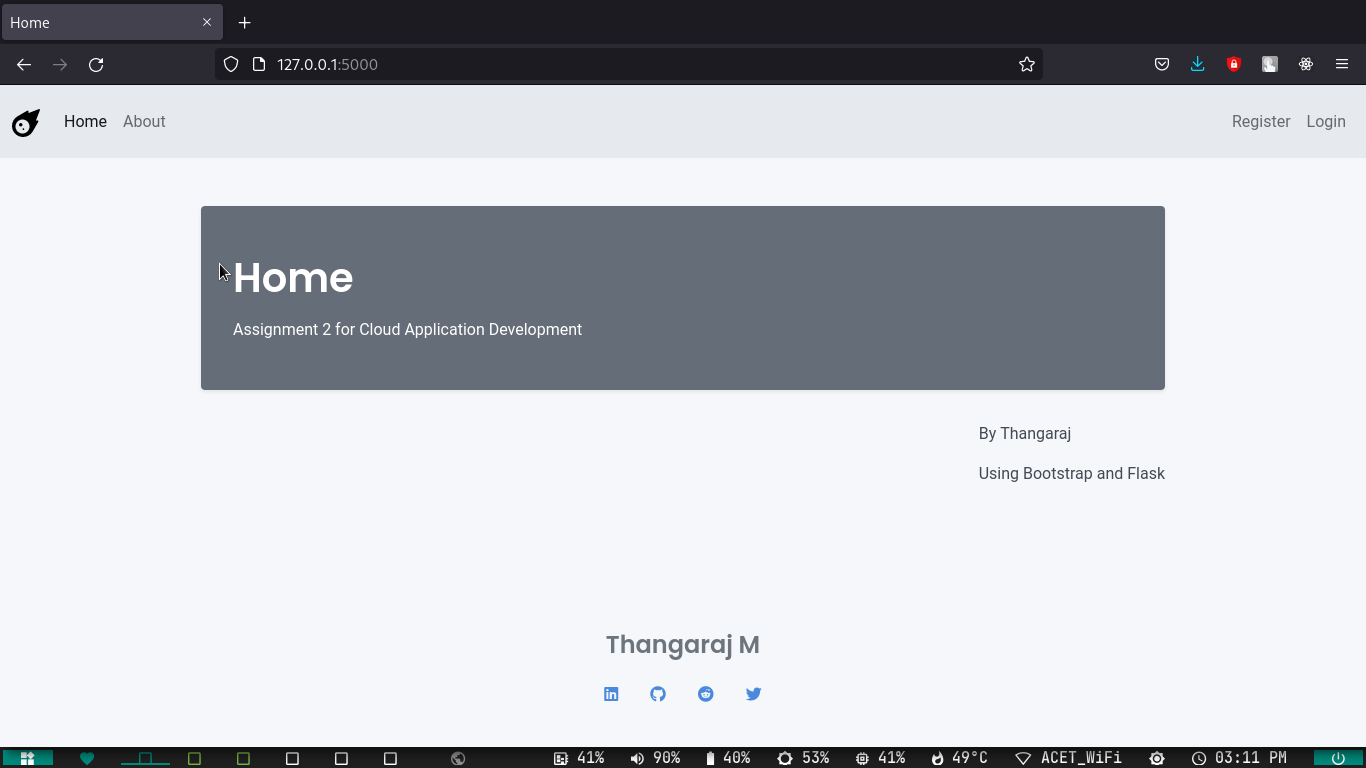 Home
127.0.0.1:5000
Home About Register Login
Home
Assignment 2 for Cloud Application Development
By Thangaraj
Using Bootstrap and Flask
Thangaraj M
41% 90% 40% 53% 41% 49°C ACET_WiFi 03:11 PM